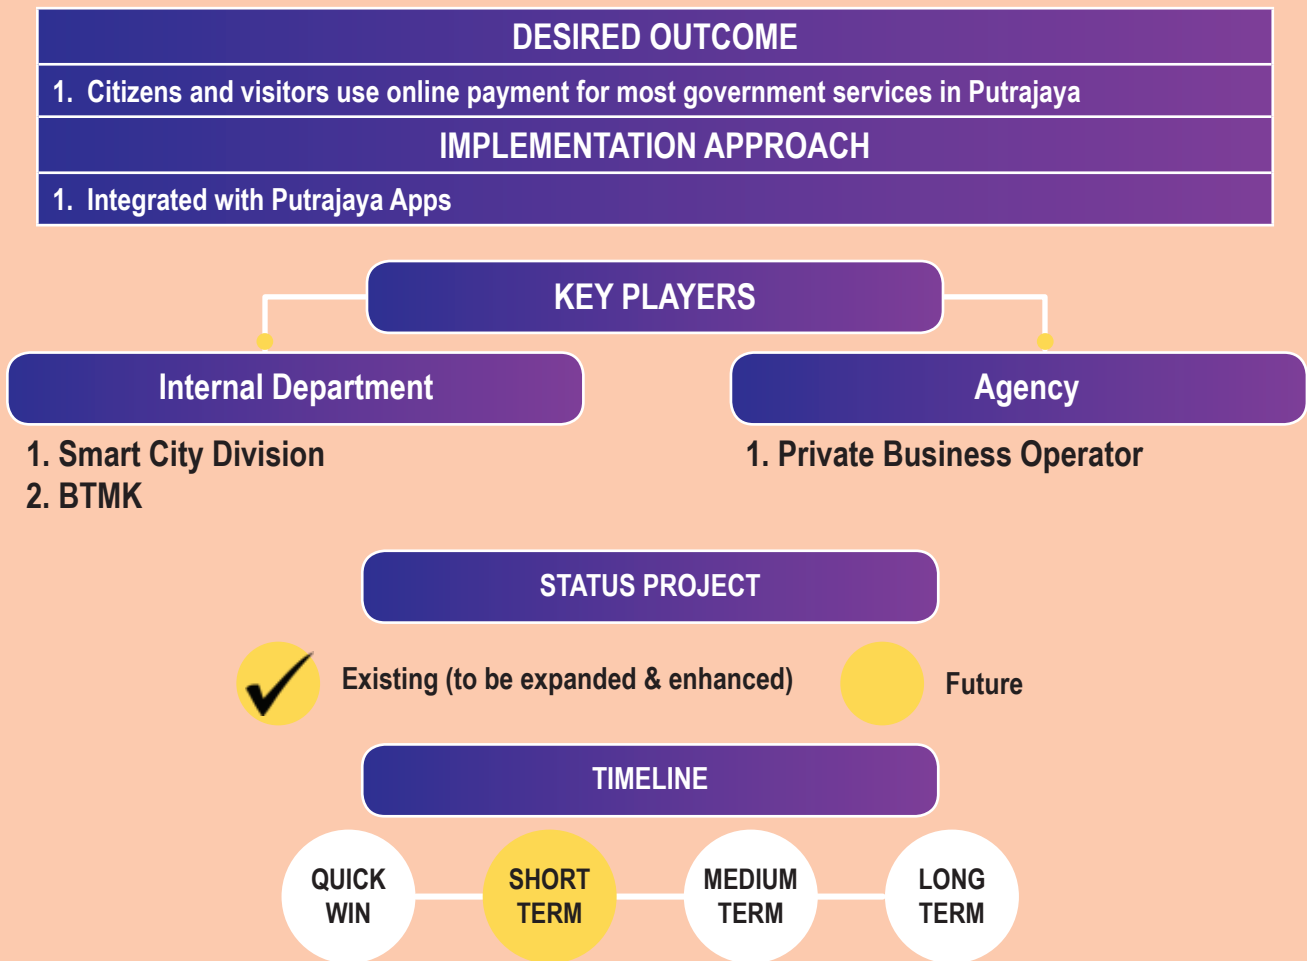 DESIRED OUTCOME
1. Citizens and visitors use online payment for most government services in Putrajaya
IMPLEMENTATION APPROACH
1. Integrated with Putrajaya Apps
KEY PLAYERS
Internal Department
1. Smart City Division
2. BTMK
Agency
1. Private Business Operator
STATUS PROJECT
Existing (to be expanded & enhanced)
Future
TIMELINE
QUICK
WIN
SHORT
TERM
MEDIUM
TERM
LONG
TERM